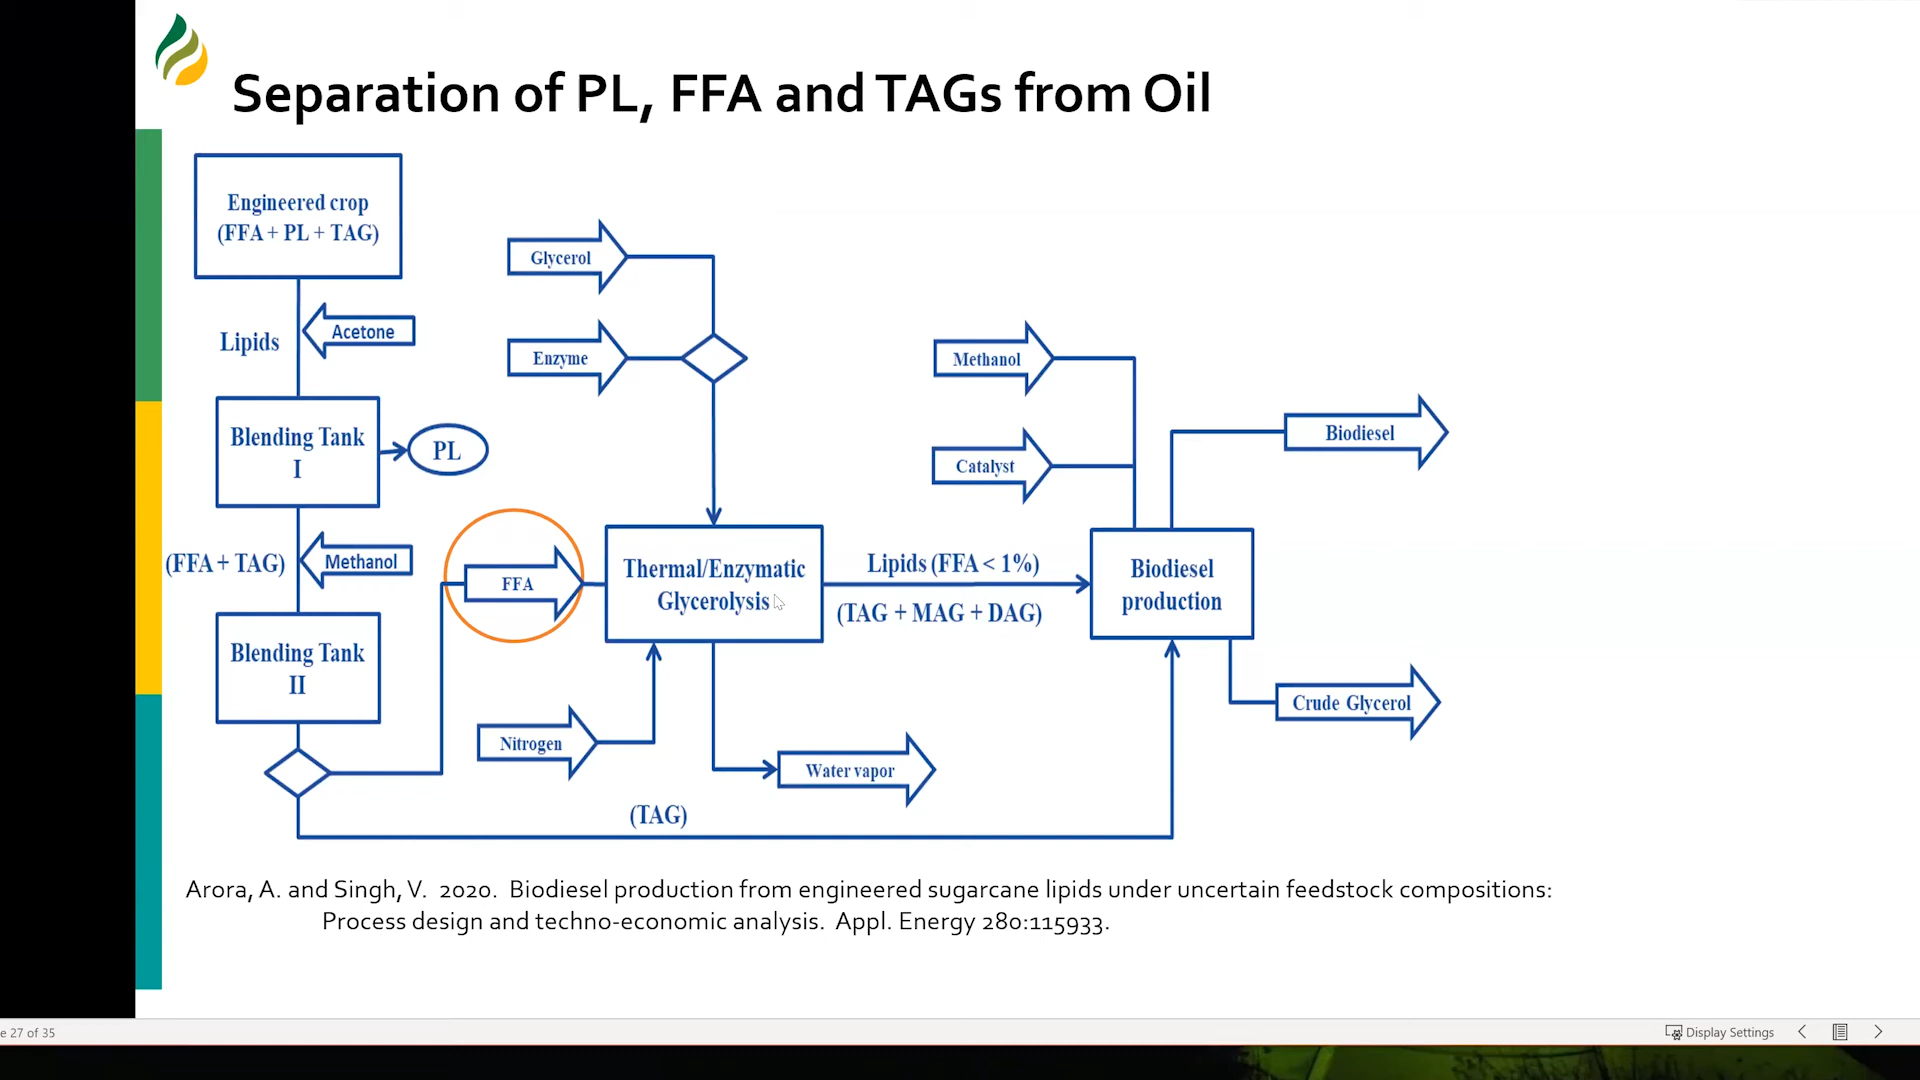 Separation of PL, FFA and TAGs from Oil
Engineered crop
(FFA + PL + TAG)
Lipids
Acetone
Blending Tank
I
PL
(FFA + TAG)
Methanol
Blending Tank
II
Glycerol
Enzyme
FFA
Thermal/Enzymatic
Glycerolysis
Nitrogen
Water vapor
(TAG)
Lipids (FFA < 1%)
(TAG + MAG + DAG)
Methanol
Catalyst
Biodiesel
production
Biodiesel
Crude Glycerol
Arora, A. and Singh, V. 2020. Biodiesel production from engineered sugarcane lipids under uncertain feedstock compositions:
Process design and techno-economic analysis. Appl. Energy 280:115933.
e 27 of 35
Display Settings